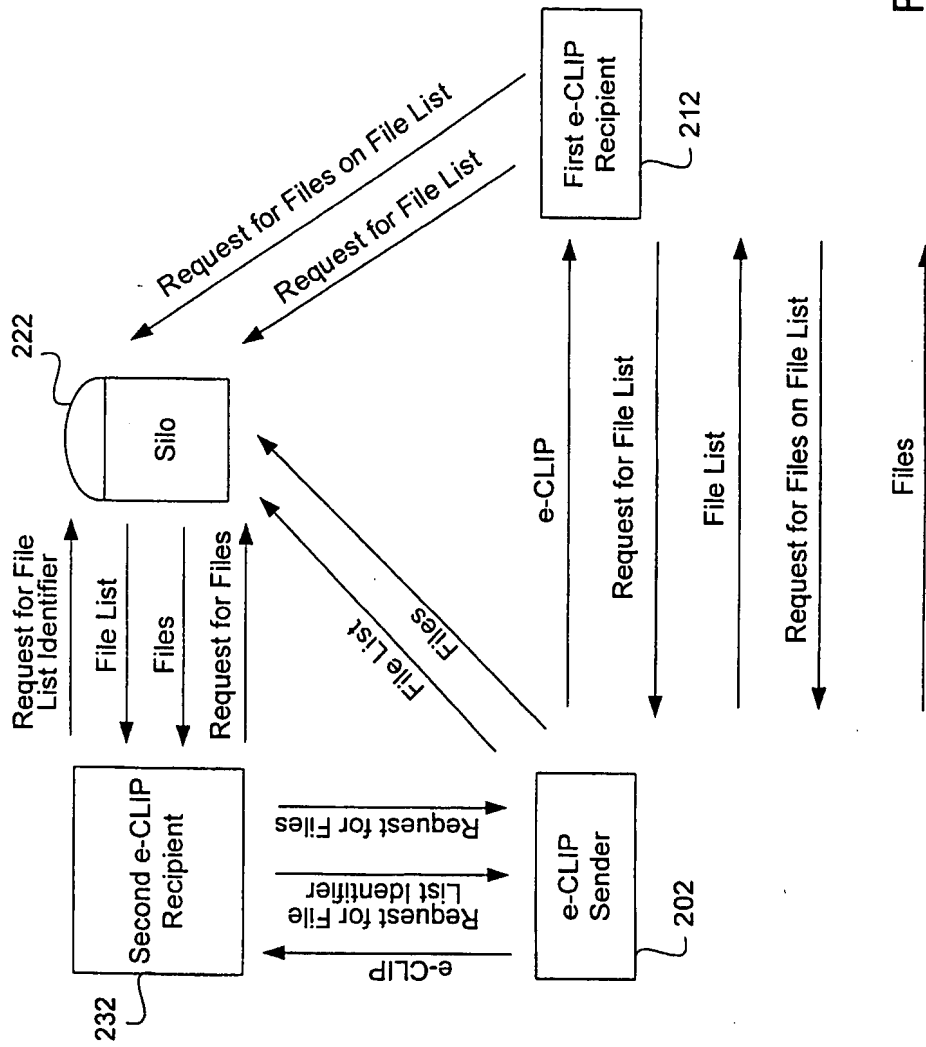 222
Silo
Request for File
List Identifier
File List
Files
Request for Files
Request for Files on File List
Request for File List
Second e-CLIP
Recipient
232
Request for Files
Request for File
List Identifier
e-CLIP
File List
Files
e-CLIP
Sender
202
First e-CLIP
Recipient
212
e-CLIP
Request for File List
File List
Request for Files on File List
Files